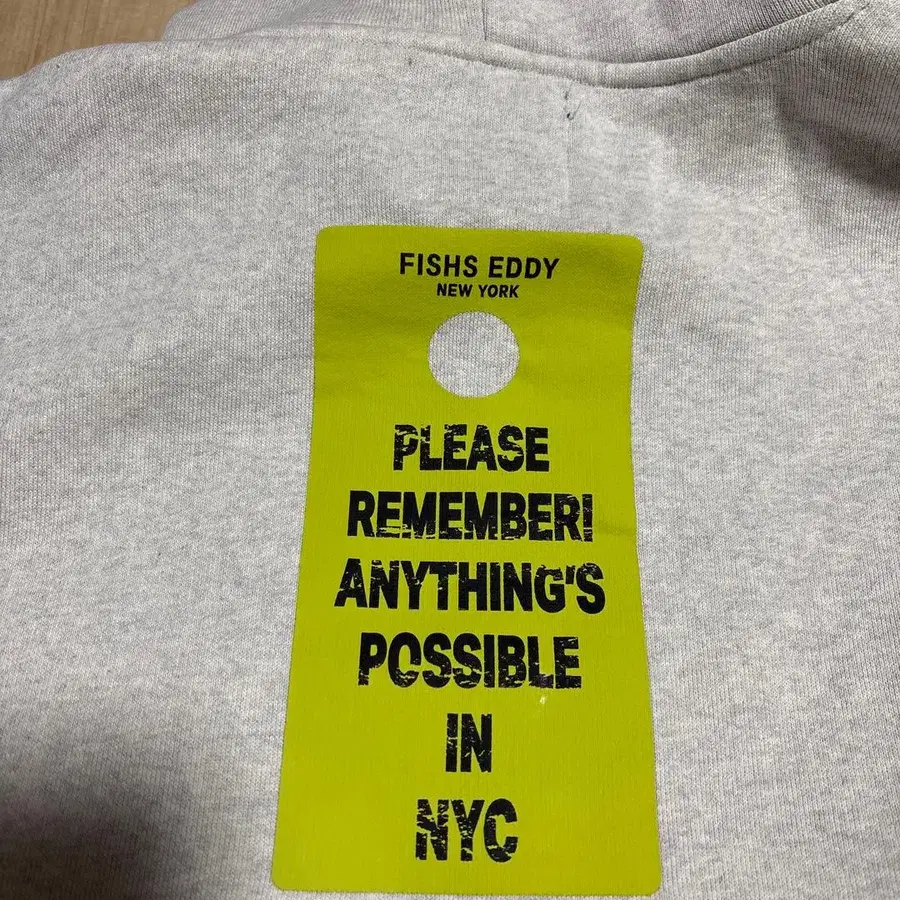 FISHS EDDY
NEW YORK
PLEASE
REMEMBER!
ANYTHING'S
POSSIBLE
IN
NYC